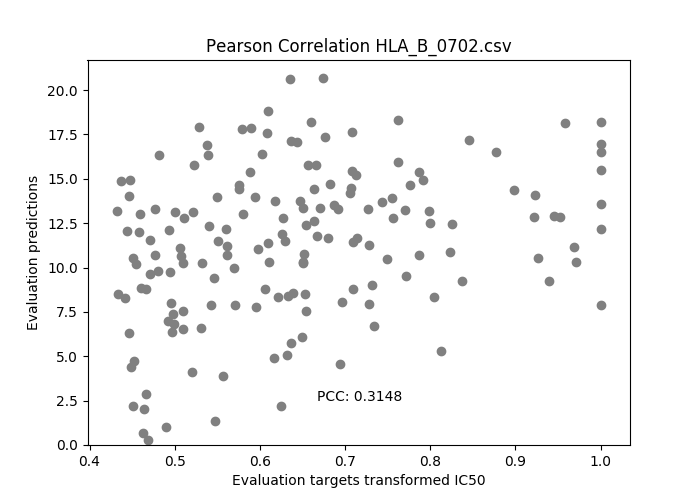 Pearson Correlation HLA_B_0702.csv
20.0
17.5
15.0
12.5
10.0
7.5
5.0
2.5
0.0
Evaluation predictions
PCC: 0.3148
0.4 0.5 0.6 0.7 0.8 0.9 1.0
Evaluation targets transformed IC50